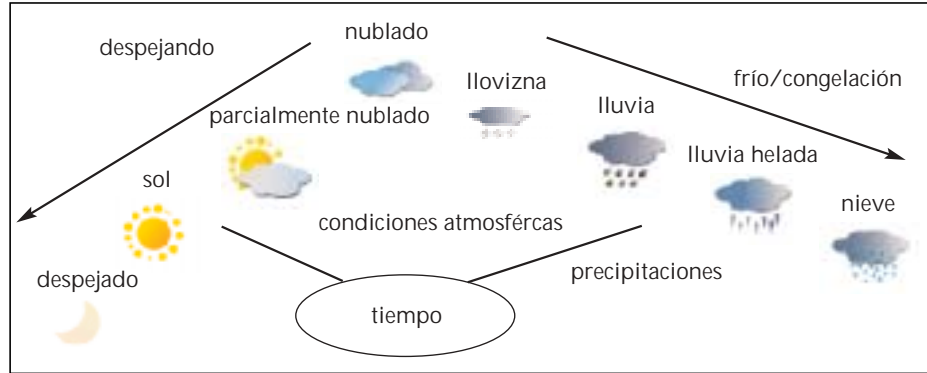 nublado
despejando
llovizna
frío/congelación
parcialmente nublado
lluvia
lluvia helada
sol
nieve
condiciones atmosfércas
precipitaciones
despejado
tiempo